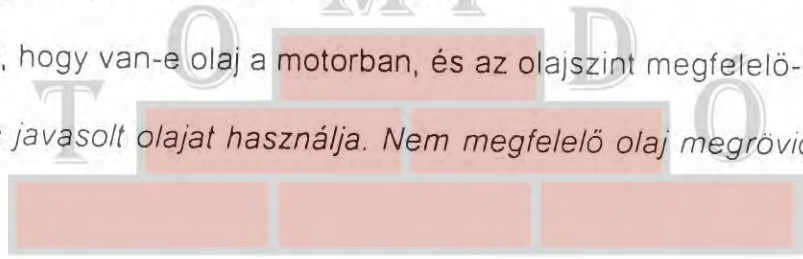 , hogy van-e olaj a motorban, és az olajszint megfelelő-
javasolt olajat használja. Nem megfelelő olaj megrövid